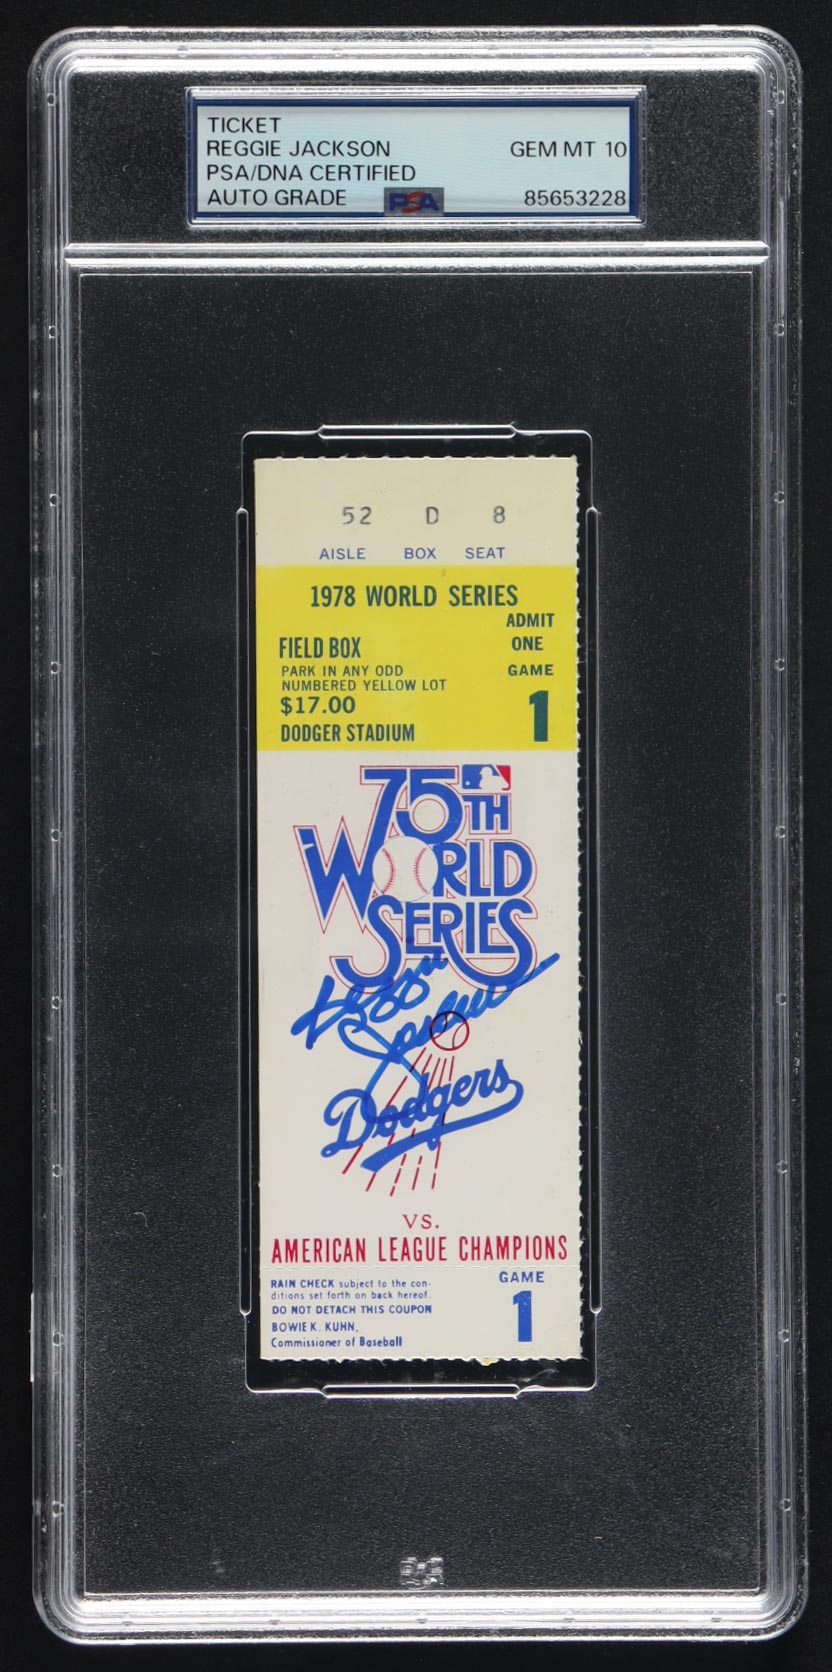 TICKET
REGGIE JACKSON GEM MT 10
PSA/DNA CERTIFIED
AUTO GRADE PSA 85653228
52 D 8
AISLE BOX SEAT
1978 WORLD SERIES
ADMIT
ONE
FIELD BOX
PARK IN ANY ODD
NUMBERED YELLOW LOT
GAME
1
$17.00
DODGER STADIUM
75TH
WORLD
SERIES
Reggie
Jackson
Dodgers
VS.
AMERICAN LEAGUE CHAMPIONS
RAIN CHECK subject to the con-
ditions set forth on back hereof.
DO NOT DETACH THIS COUPON
BOWIE K. KUHN,
Commissioner of Baseball
GAME
1
PSA